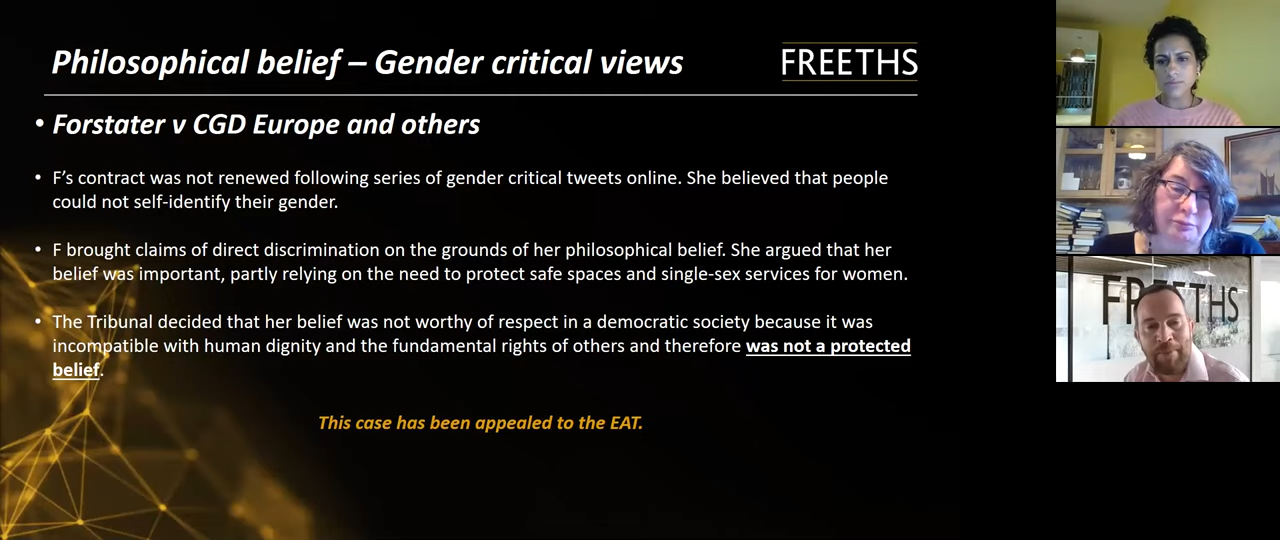 Philosophical belief – Gender critical views
FREETHS
• Forstater v CGD Europe and others
• F's contract was not renewed following series of gender critical tweets online. She believed that people
could not self-identify their gender.
• F brought claims of direct discrimination on the grounds of her philosophical belief. She argued that her
belief was important, partly relying on the need to protect safe spaces and single-sex services for women.
• The Tribunal decided that her belief was not worthy of respect in a democratic society because it was
incompatible with human dignity and the fundamental rights of others and therefore was not a protected
belief.
This case has been appealed to the EAT.
FREETHS